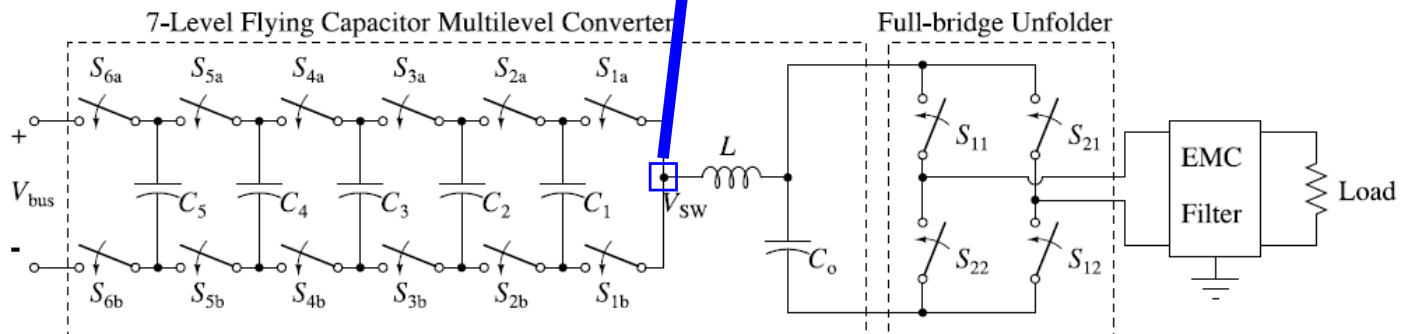 7-Level Flying Capacitor Multilevel Converter
Full-bridge Unfolder
S6a S5a S4a S3a S2a S1a
+
Vbus
-
C5 C4 C3 C2 C1
VSW
L
Co
S6b S5b S4b S3b S2b S1b
S11 S21
S22 S12
EMC
Filter
Load